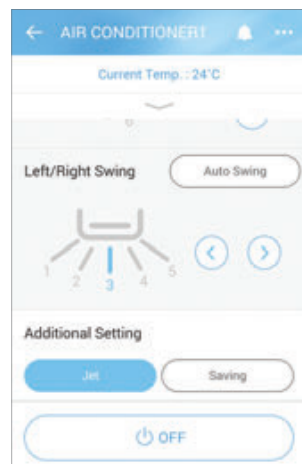 AIR CONDITIONER1
Current Temp. : 24°C
6
Left/Right Swing
Auto Swing
1 2 3 4 5
Additional Setting
Jet
Saving
OFF